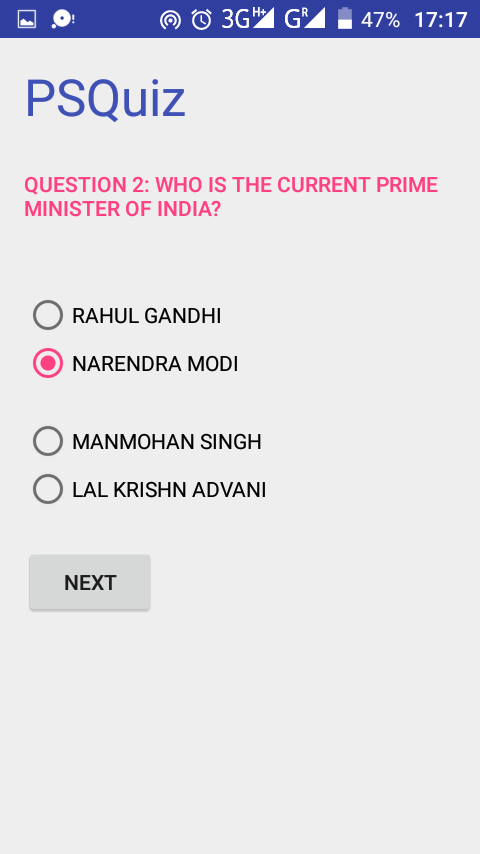 3G H+ G R 47% 17:17
PSQuiz
QUESTION 2: WHO IS THE CURRENT PRIME
MINISTER OF INDIA?
RAHUL GANDHI
NARENDRA MODI
MANMOHAN SINGH
LAL KRISHN ADVANI
NEXT